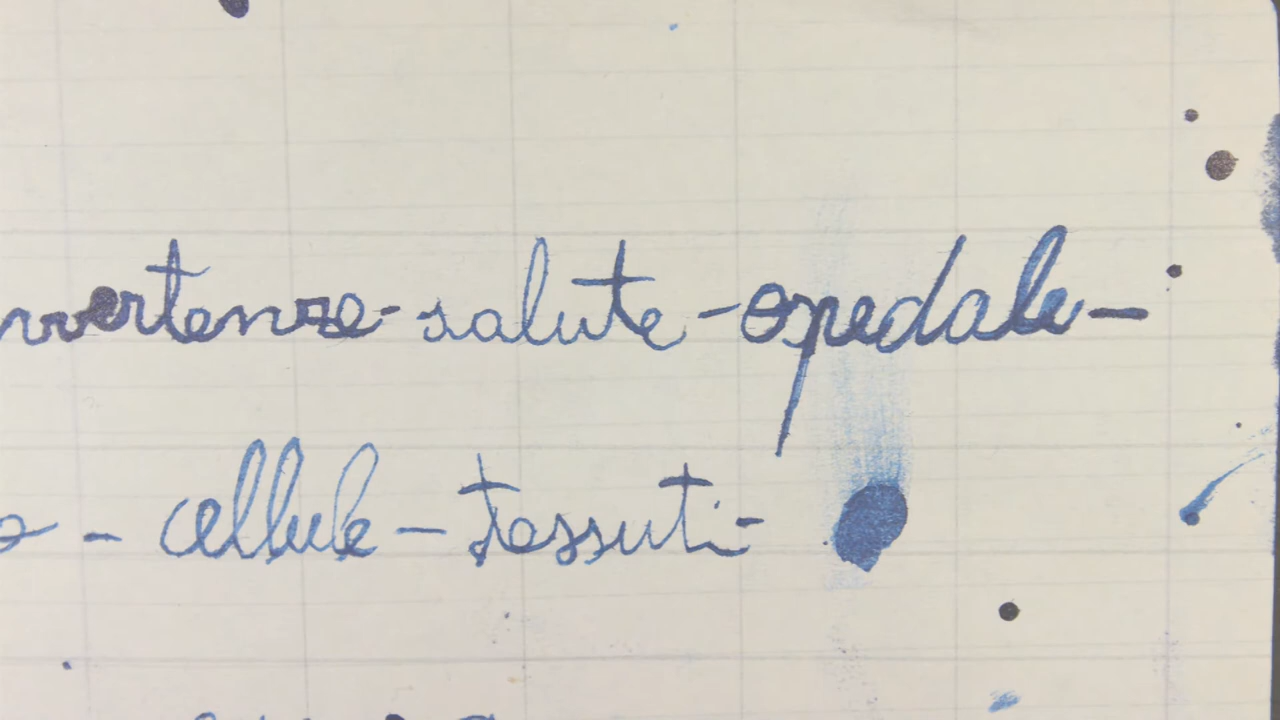 - salute - ospedale -
- cellule - tessuti -